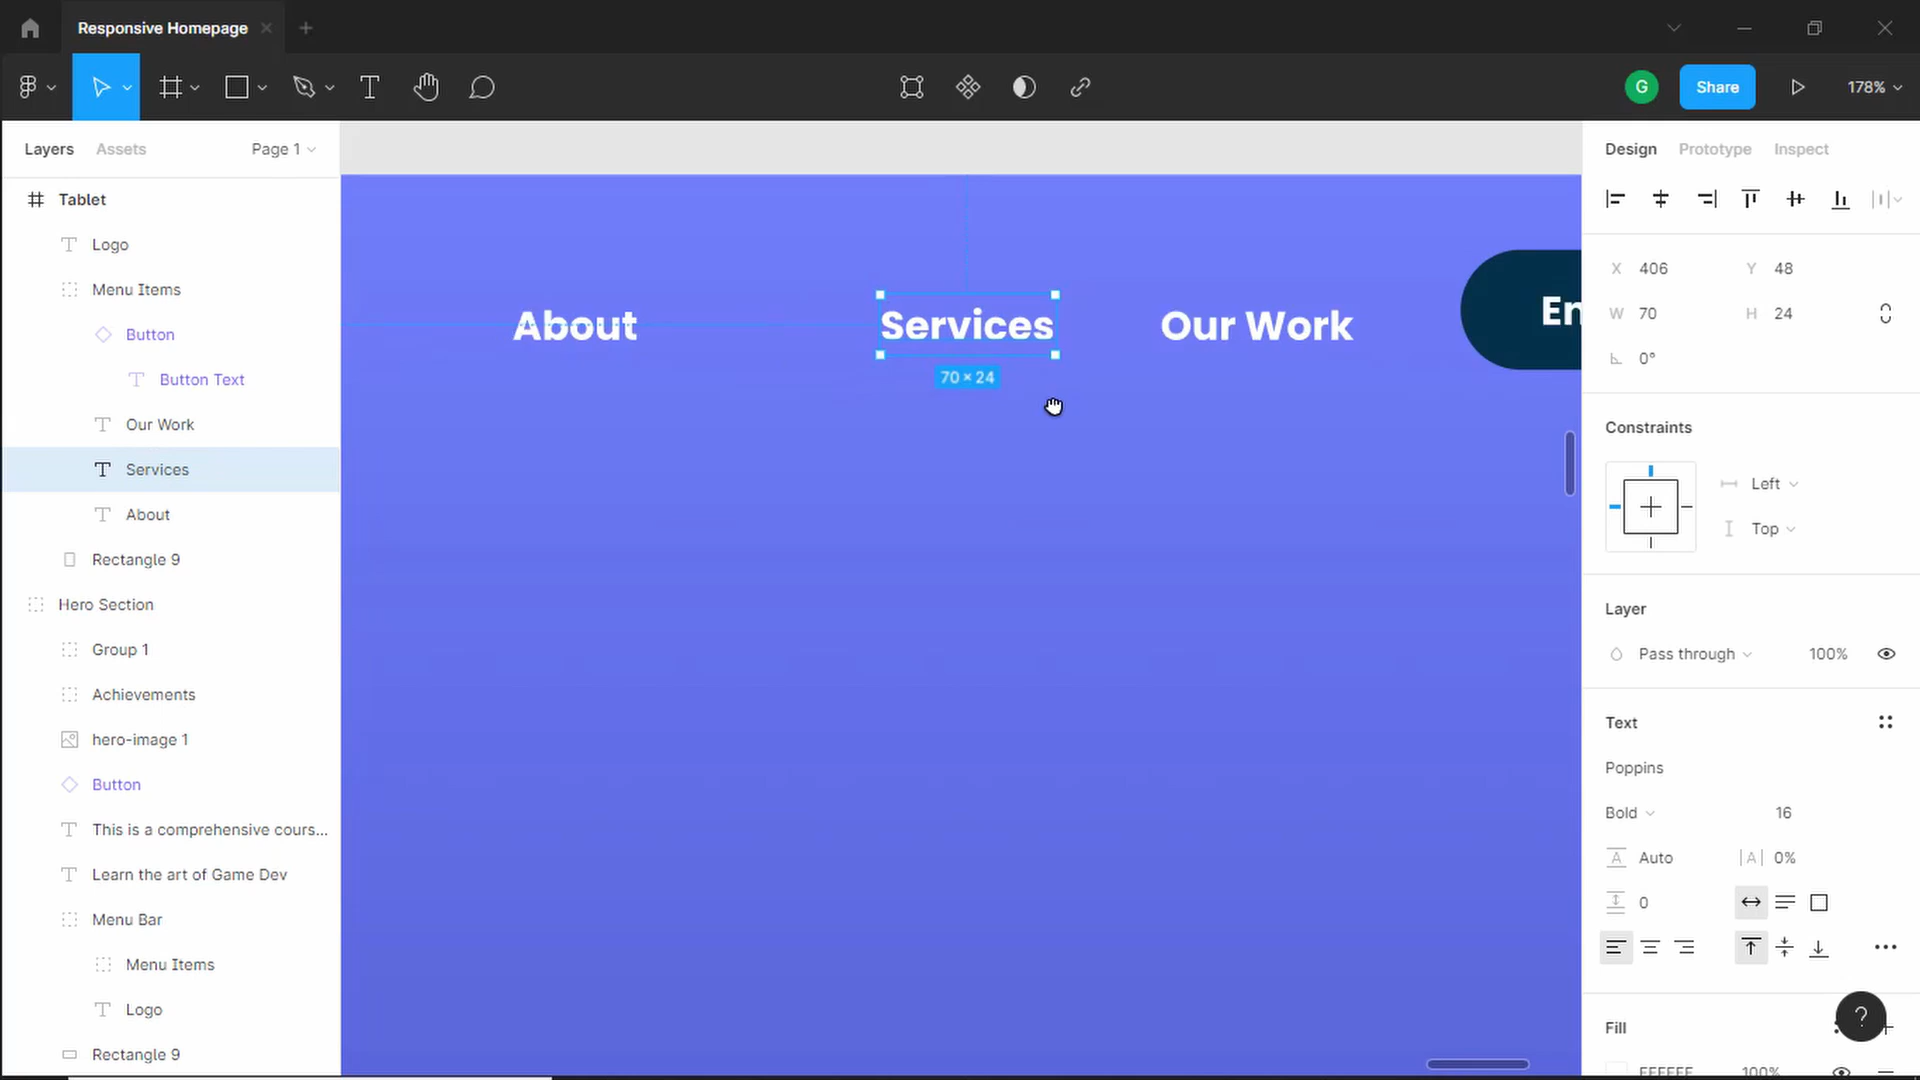 Responsive Homepage
G
Share
178%
Layers
Assets
Page 1
Design
Prototype
Inspect
Tablet
Logo
Menu Items
Button
Button Text
Our Work
Services
About
Rectangle 9
Hero Section
Group 1
Achievements
hero-image 1
Button
This is a comprehensive cours...
Learn the art of Game Dev
Menu Bar
Menu Items
Logo
Rectangle 9
About
Services
Our Work
En
70 × 24
X 406
Y 48
W 70
H 24
0°
Constraints
Left
Top
Layer
Pass through
100%
Text
Poppins
Bold
16
Auto
0%
0
Fill
?
FFFFFF
100%